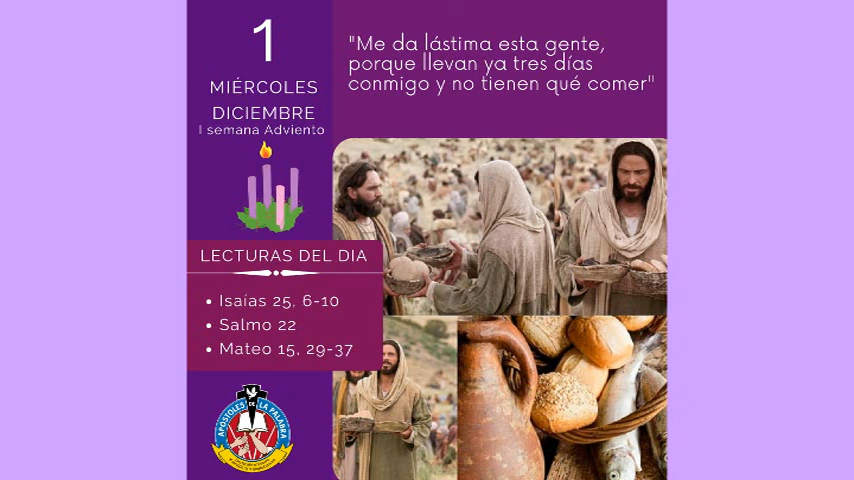 1
MIÉRCOLES
DICIEMBRE
I semana Adviento
"Me da lástima esta gente,
porque llevan ya tres días
conmigo y no tienen qué comer"
LECTURAS DEL DIA
• Isaías 25, 6-10
• Salmo 22
• Mateo 15, 29-37
APOSTOLES DE LA PALABRA